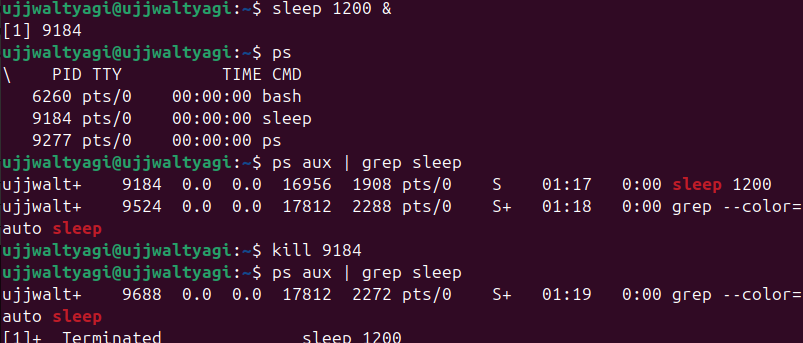 ujjwaltyagi@ujjwaltyagi:~$ sleep 1200 &
[1] 9184
ujjwaltyagi@ujjwaltyagi:~$ ps
\    PID TTY          TIME CMD
   6260 pts/0    00:00:00 bash
   9184 pts/0    00:00:00 sleep
   9277 pts/0    00:00:00 ps
ujjwaltyagi@ujjwaltyagi:~$ ps aux | grep sleep
ujjwalt+    9184  0.0  0.0  16956  1908 pts/0    S    01:17   0:00 sleep 1200
ujjwalt+    9524  0.0  0.0  17812  2288 pts/0    S+   01:18   0:00 grep --color=
auto sleep
ujjwaltyagi@ujjwaltyagi:~$ kill 9184
ujjwaltyagi@ujjwaltyagi:~$ ps aux | grep sleep
ujjwalt+    9688  0.0  0.0  17812  2272 pts/0    S+   01:19   0:00 grep --color=
auto sleep
[1]+  Terminated              sleep 1200